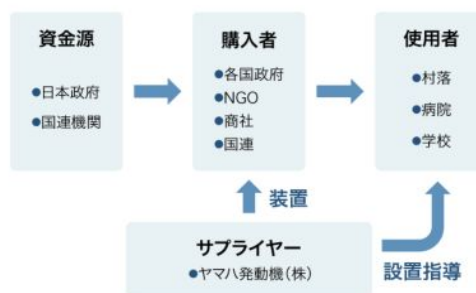 資金源
●日本政府
●国連機関
購入者
●各国政府
●NGO
●商社
●国連
使用者
●村落
●病院
●学校
装置
サプライヤー
●ヤマハ発動機(株)
設置指導